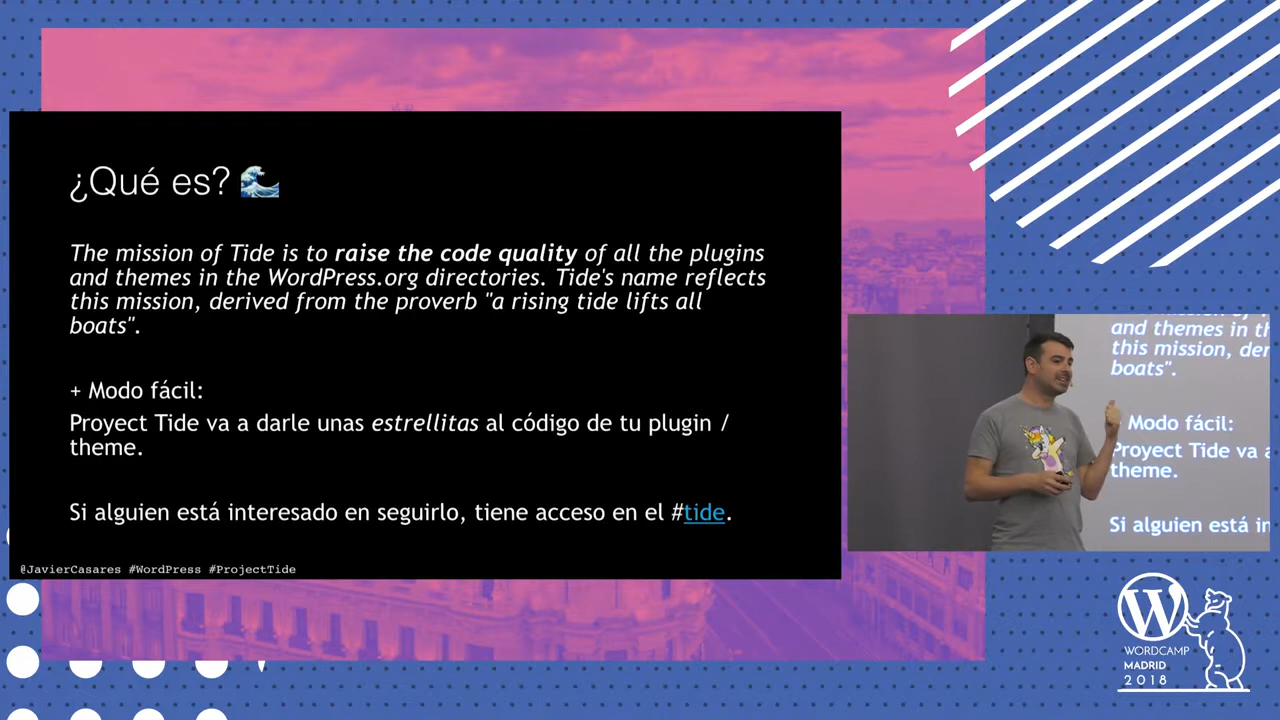 ¿Qué es?
The mission of Tide is to raise the code quality of all the plugins
and themes in the WordPress.org directories. Tide's name reflects
this mission, derived from the proverb "a rising tide lifts all
boats".
+ Modo fácil:
Proyect Tide va a darle unas estrellitas al código de tu plugin /
theme.
Si alguien está interesado en seguirlo, tiene acceso en el #tide.
@JavierCasares #WordPress #ProjectTide
and themes in th
this mission, der
boats".
Modo fácil:
Proyect Tide va a
theme.
Si alguien está in
WORDCAMP
MADRID
2018